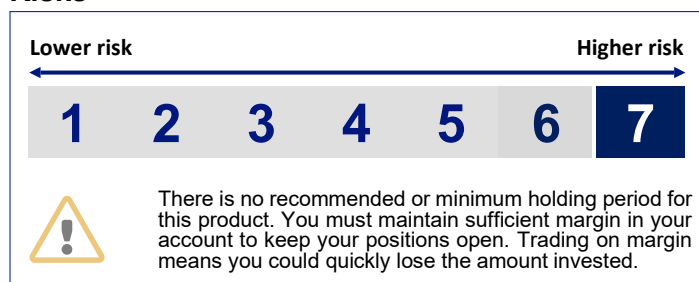 Lower risk Higher risk
1 2 3 4 5 6 7
There is no recommended or minimum holding period for
this product. You must maintain sufficient margin in your
account to keep your positions open. Trading on margin
means you could quickly lose the amount invested.